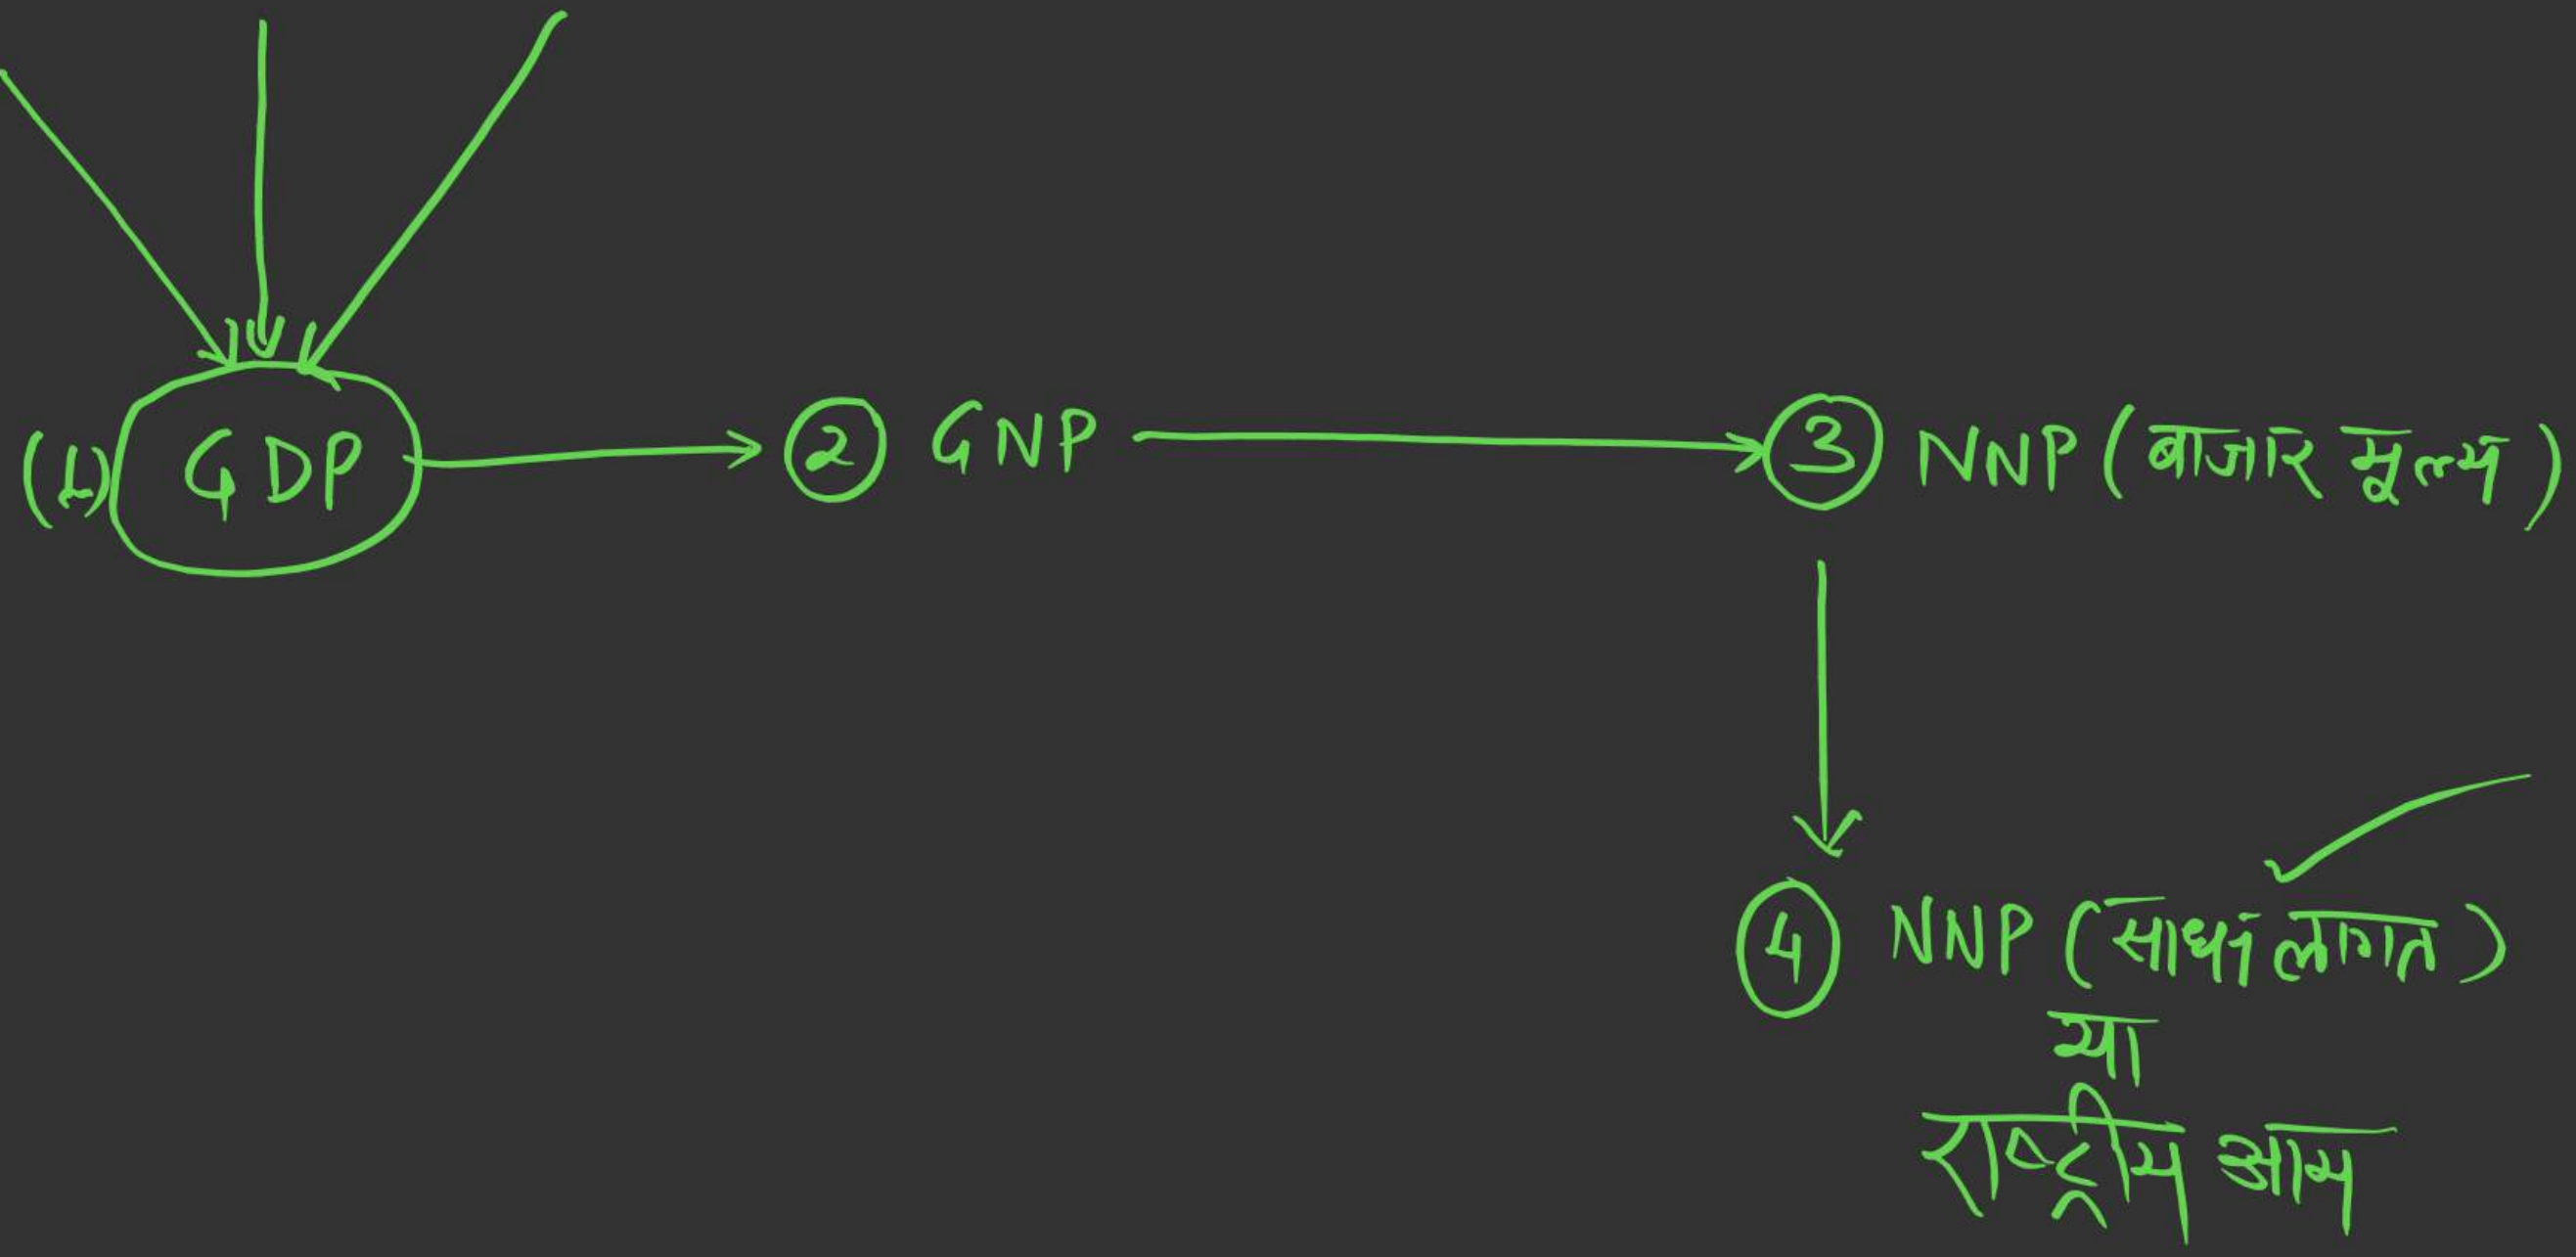 (1) GDP ② GNP ③ NNP (बाजार मूल्य)
④ NNP (साधन लागत)
या
राष्ट्रीय आय